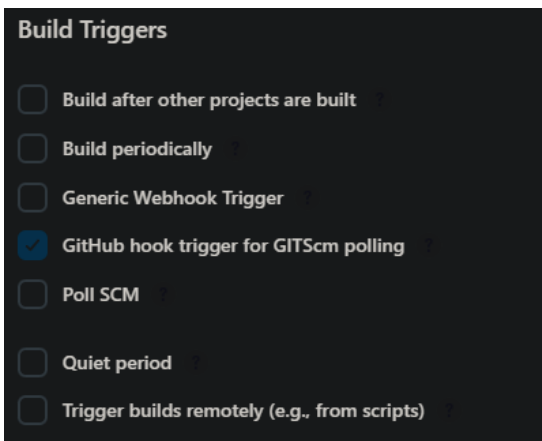 Build Triggers
Build after other projects are built ?
Build periodically ?
Generic Webhook Trigger ?
GitHub hook trigger for GITScm polling ?
Poll SCM ?
Quiet period ?
Trigger builds remotely (e.g., from scripts) ?